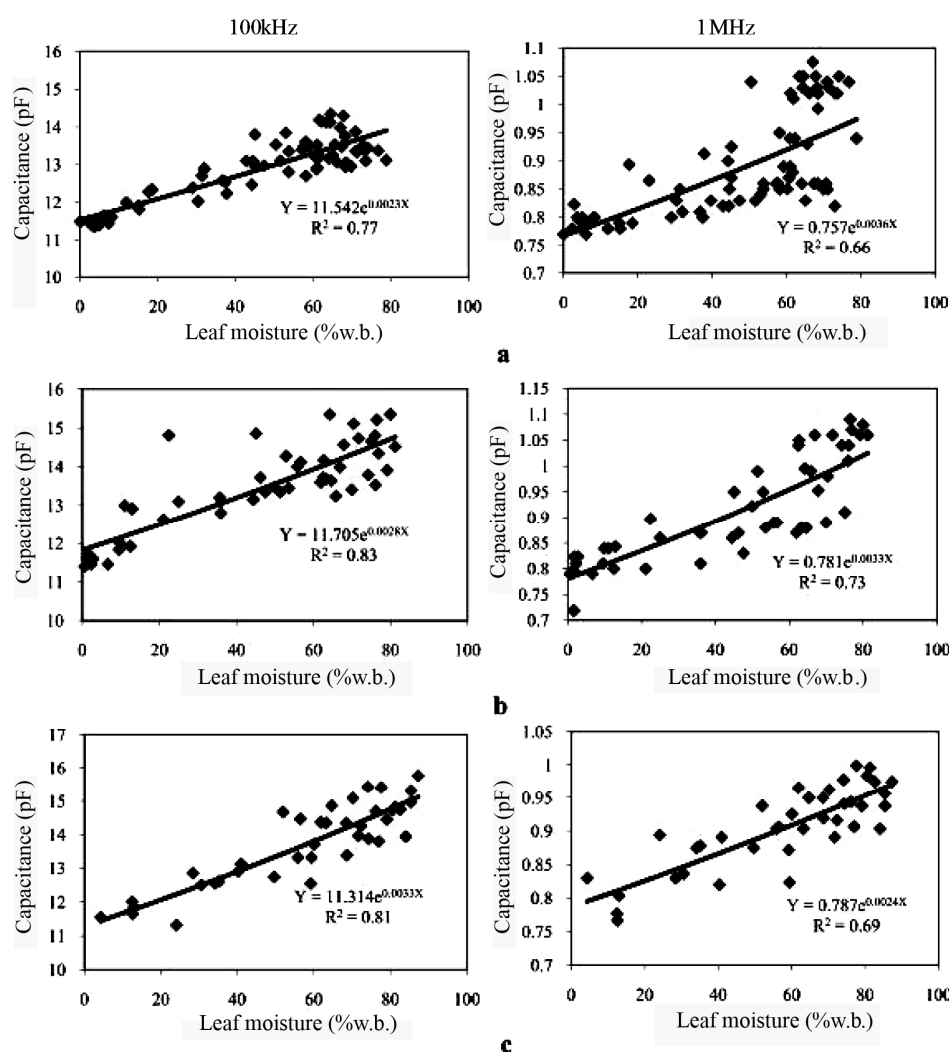 100kHz
1MHz
Capacitance (pF)
16
15
14
13
12
11
10
0 20 40 60 80 100
Y = 11.542e^0.0023X
R² = 0.77
Leaf moisture (%w.b.)
Capacitance (pF)
1.1
1.05
1
0.95
0.9
0.85
0.8
0.75
0.7
0 20 40 60 80 100
Y = 0.757e^0.0036X
R² = 0.66
Leaf moisture (%w.b.)
a
Capacitance (pF)
16
15
14
13
12
11
10
0 20 40 60 80 100
Y = 11.705e^0.0028X
R² = 0.83
Leaf moisture (%w.b.)
Capacitance (pF)
1.15
1.1
1.05
1
0.95
0.9
0.85
0.8
0.75
0.7
0 20 40 60 80 100
Y = 0.781e^0.0033X
R² = 0.73
Leaf moisture (%w.b.)
b
Capacitance (pF)
17
16
15
14
13
12
11
10
0 20 40 60 80 100
Y = 11.314e^0.0033X
R² = 0.81
Leaf moisture (%w.b.)
Capacitance (pF)
1.05
1
0.95
0.9
0.85
0.8
0.75
0.7
0 20 40 60 80 100
Y = 0.787e^0.0024X
R² = 0.69
Leaf moisture (%w.b.)
c